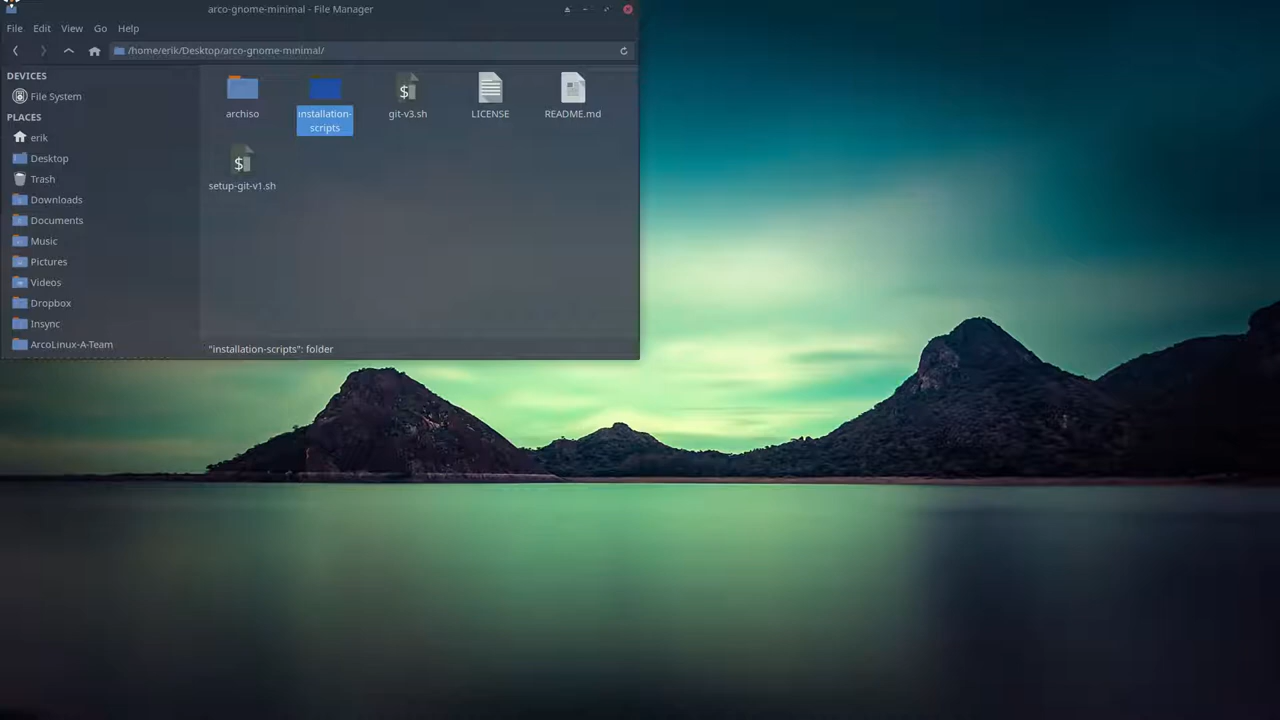 arco-gnome-minimal - File Manager
File Edit View Go Help
/home/erik/Desktop/arco-gnome-minimal/
DEVICES
File System
PLACES
erik
Desktop
Trash
Downloads
Documents
Music
Pictures
Videos
Dropbox
Insync
ArcoLinux-A-Team
archiso
installation-
scripts
git-v3.sh
LICENSE
README.md
setup-git-v1.sh
"installation-scripts": folder